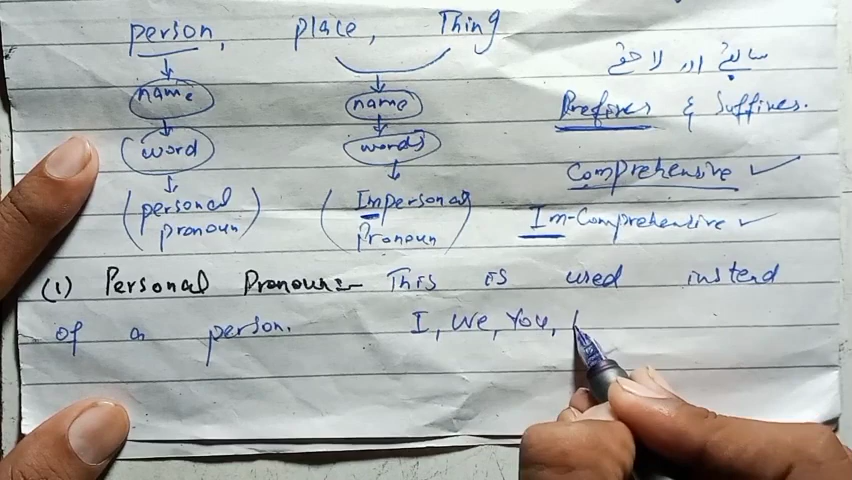 person, place, Thing
سابقے اور لاحقے
name name Prefixes & Suffixes.
word words
Comprehensive
(personal pronoun) (Impersonal Pronoun)
Im-Comprehensive
(1) Personal Pronoun:- This is used instend
of a person. I, We, You,